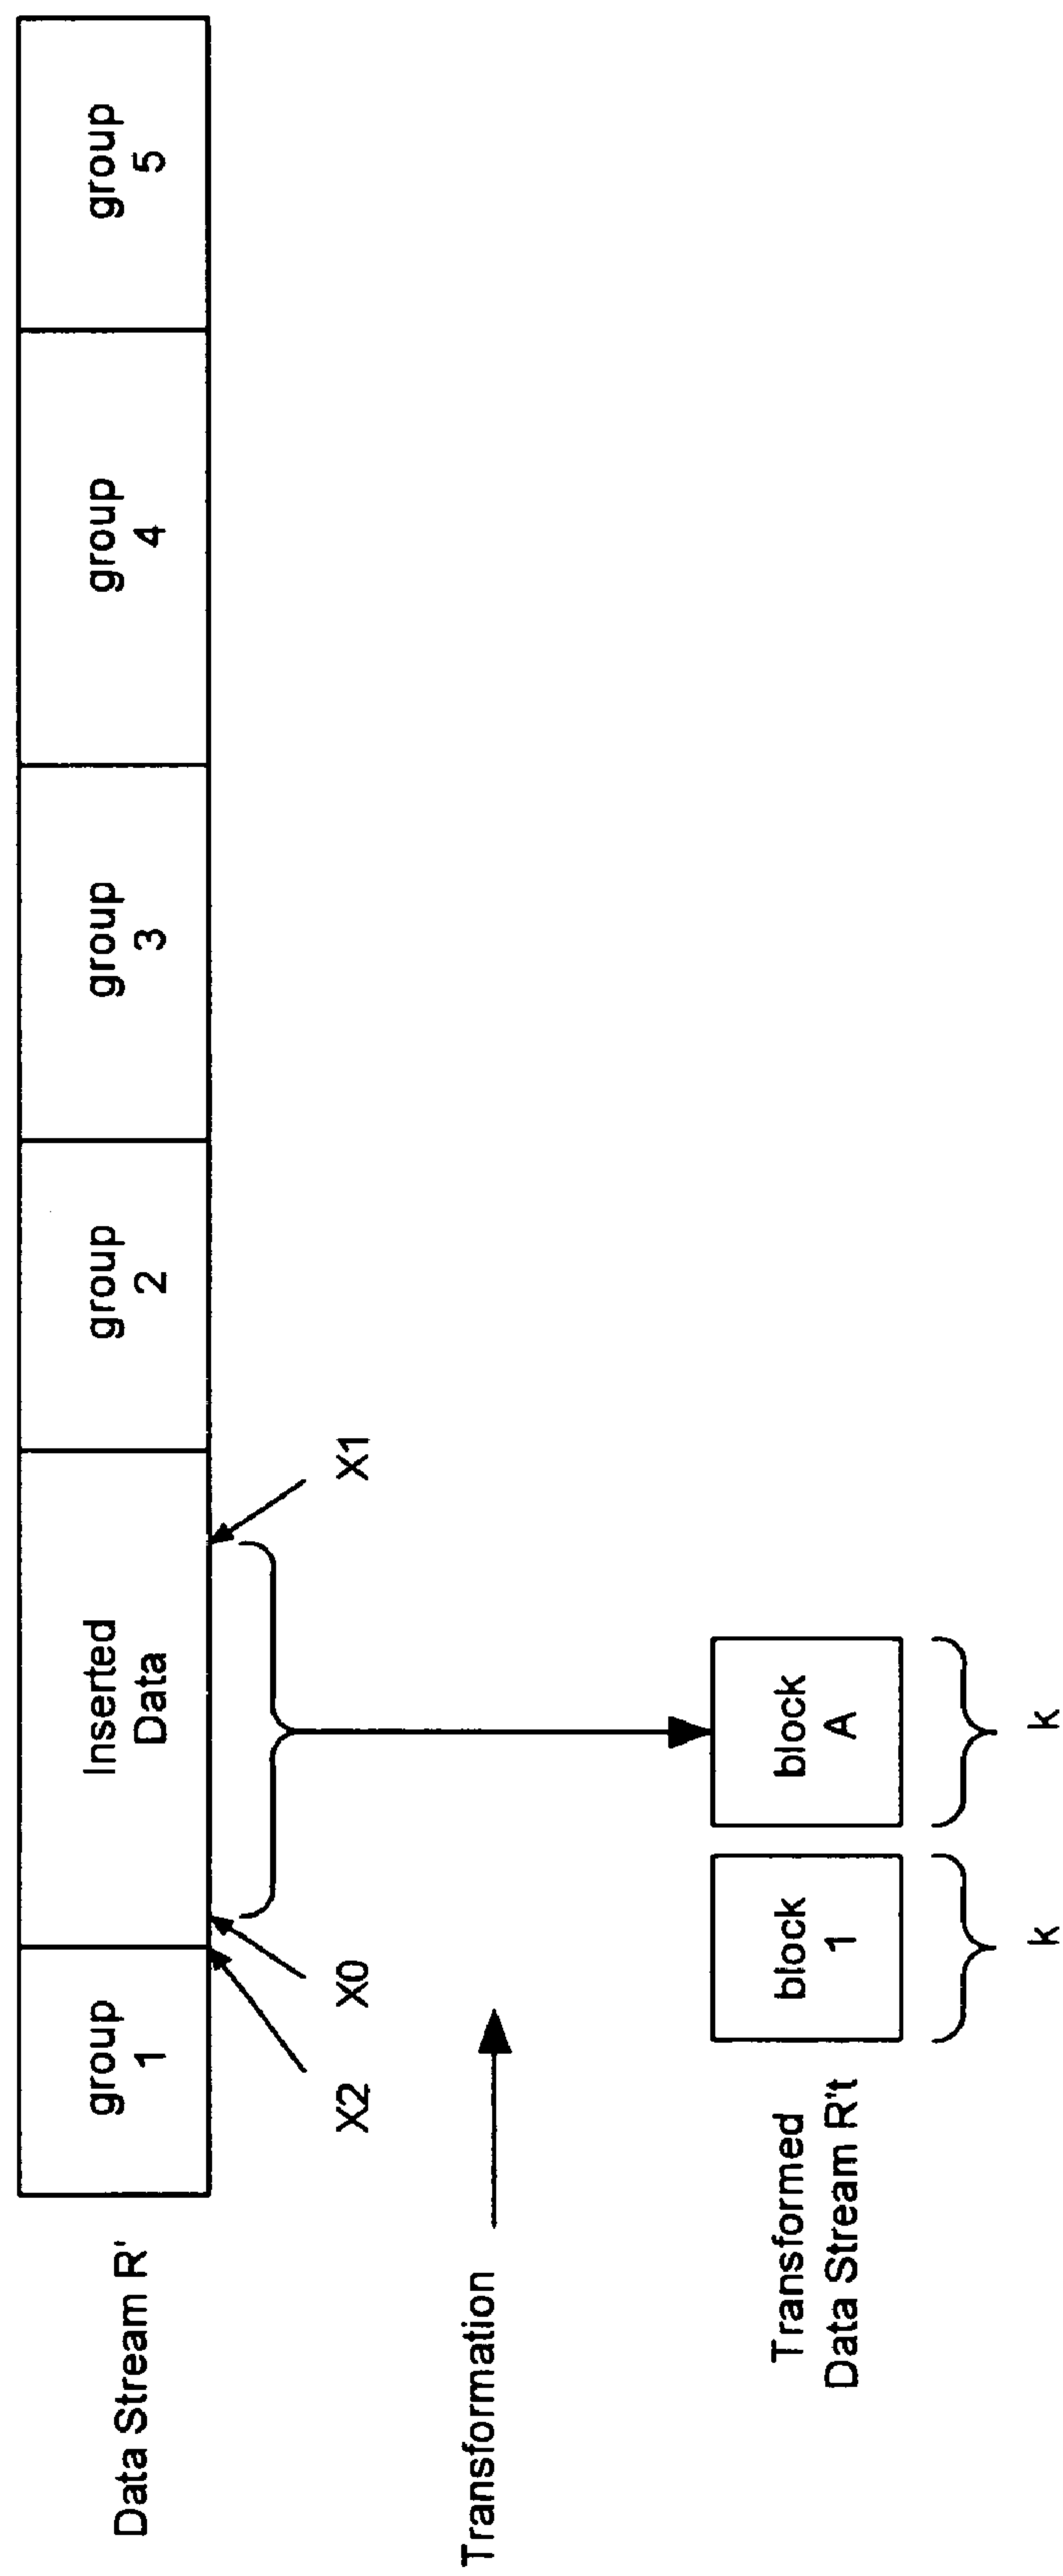 Data Stream R'
group
1
Inserted
Data
group
2
group
3
group
4
group
5
X2
X0
X1
Transformation
Transformed
Data Stream R't
block
1
block
A
k
k